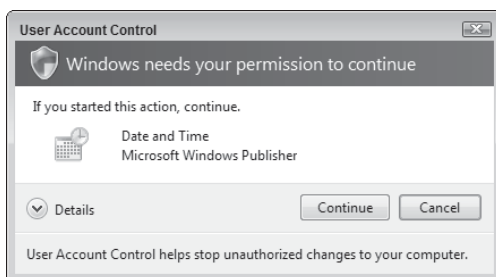 User Account Control
Windows needs your permission to continue
If you started this action, continue.
Date and Time
Microsoft Windows Publisher
Details
Continue
Cancel
User Account Control helps stop unauthorized changes to your computer.